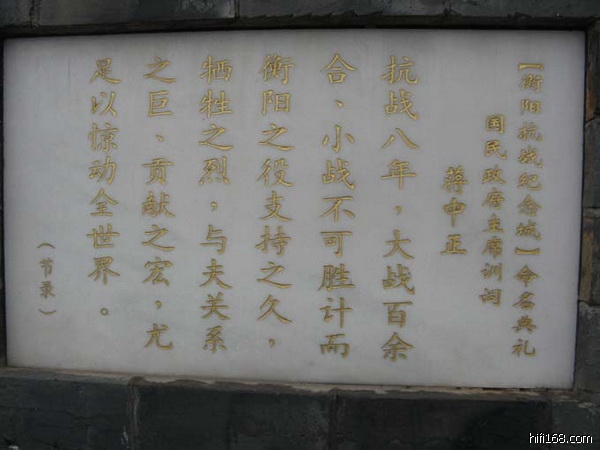 【衡阳抗战纪念城】命名典礼
国民政府主席训词
蒋中正
抗战八年，大战百余
合、小战不可胜计而
衡阳之役支持之久，
牺牲之烈，与夫关系
之巨、贡献之宏，尤
足以惊动全世界。
（节录）
hifi168.com